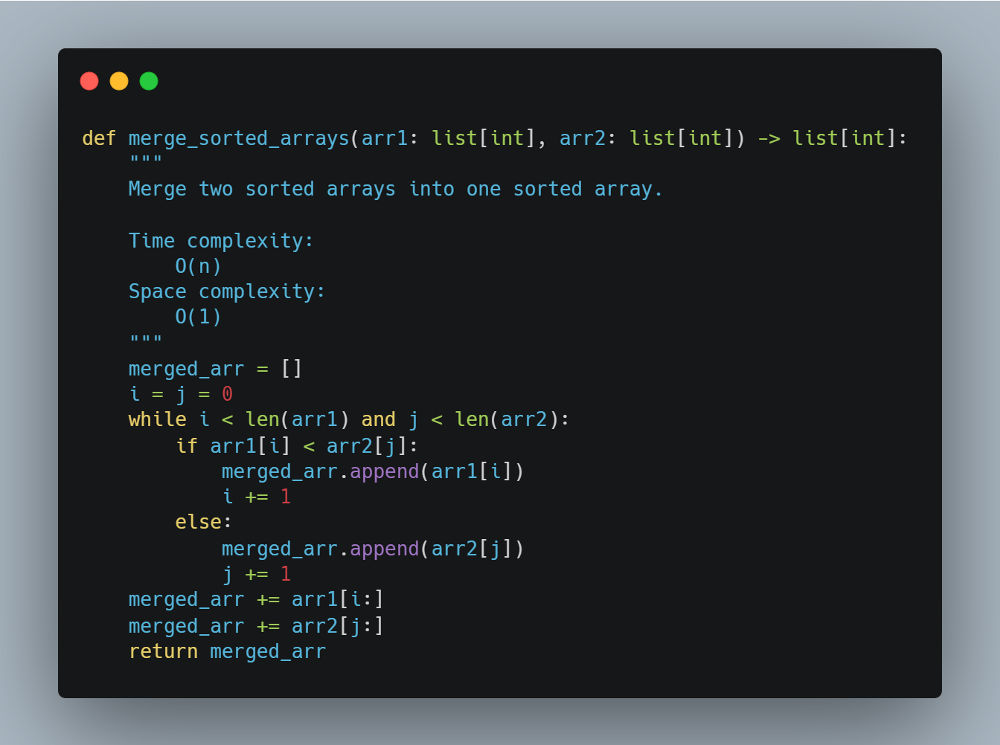 def merge_sorted_arrays(arr1: list[int], arr2: list[int]) -> list[int]:
    """
    Merge two sorted arrays into one sorted array.

    Time complexity:
        O(n)
    Space complexity:
        O(1)
    """
    merged_arr = []
    i = j = 0
    while i < len(arr1) and j < len(arr2):
        if arr1[i] < arr2[j]:
            merged_arr.append(arr1[i])
            i += 1
        else:
            merged_arr.append(arr2[j])
            j += 1
    merged_arr += arr1[i:]
    merged_arr += arr2[j:]
    return merged_arr